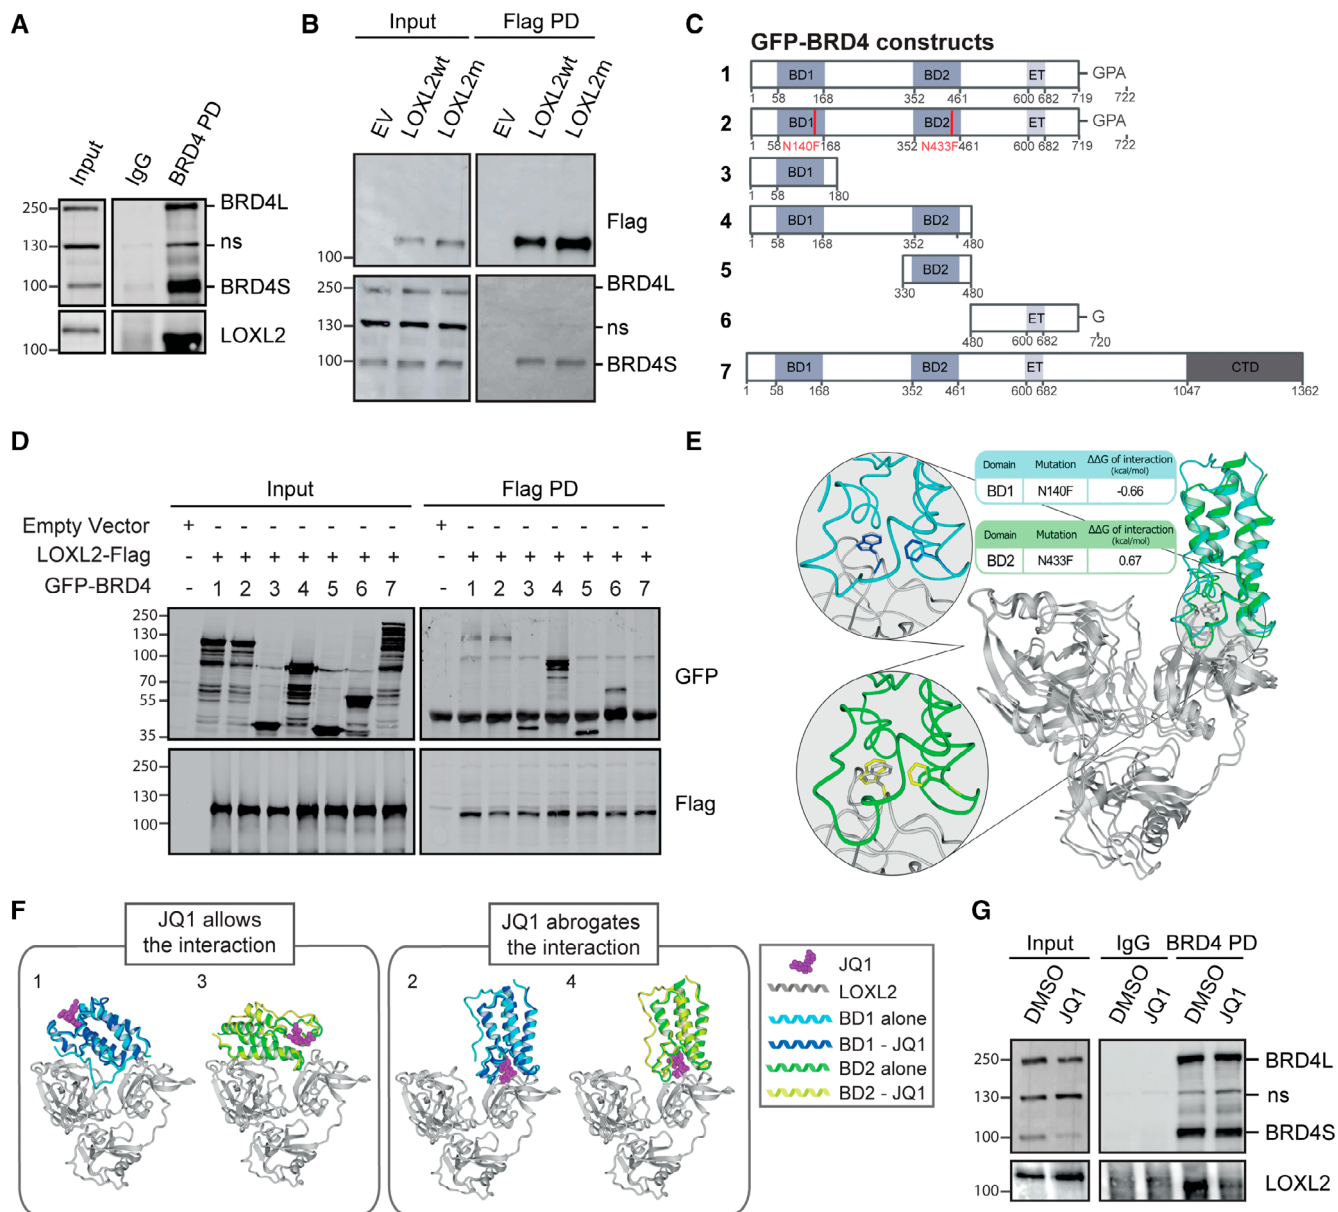 A
Input
IgG
BRD4 PD
250
130
100
100
BRD4L
ns
BRD4S
LOXL2
B
Input
Flag PD
EV
LOXL2wt
LOXL2m
EV
LOXL2wt
LOXL2m
100
250
130
100
Flag
BRD4L
ns
BRD4S
C
GFP-BRD4 constructs
1
BD1
BD2
ET
GPA
1 58 168 352 461 600 682 719 722
2
BD1
BD2
ET
GPA
1 58 N140F 168 352 N433F 461 600 682 719 722
3
BD1
1 58 180
4
BD1
BD2
1 58 168 352 480
5
BD2
330 480
6
ET
G
480 600 682 720
7
BD1
BD2
ET
CTD
1 58 168 352 461 600 682 1047 1362
D
Input
Flag PD
Empty Vector + - - - - - - - + - - - - - - -
LOXL2-Flag - + + + + + + + - + + + + + + +
GFP-BRD4 - 1 2 3 4 5 6 7 - 1 2 3 4 5 6 7
250
130
100
70
55
35
GFP
250
130
100
Flag
E
Domain Mutation ΔΔG of interaction
(kcal/mol)
BD1 N140F -0.66
Domain Mutation ΔΔG of interaction
(kcal/mol)
BD2 N433F 0.67
F
JQ1 allows
the interaction
1
3
JQ1 abrogates
the interaction
2
4
JQ1
LOXL2
BD1 alone
BD1 - JQ1
BD2 alone
BD2 - JQ1
G
Input
IgG
BRD4 PD
DMSO
JQ1
DMSO
JQ1
DMSO
JQ1
250
130
100
100
BRD4L
ns
BRD4S
LOXL2